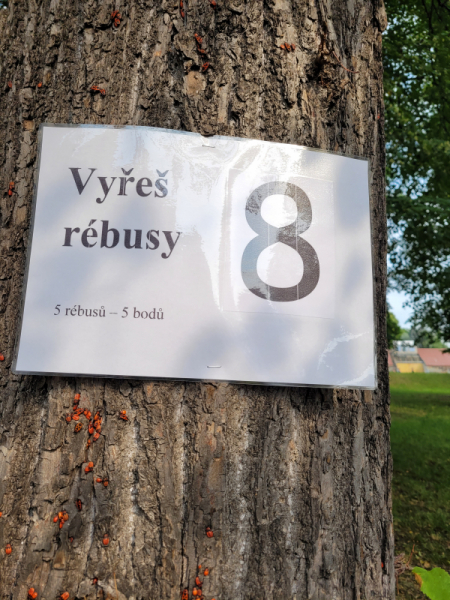 Vyřeš
rébusy
8
5 rébusů – 5 bodů